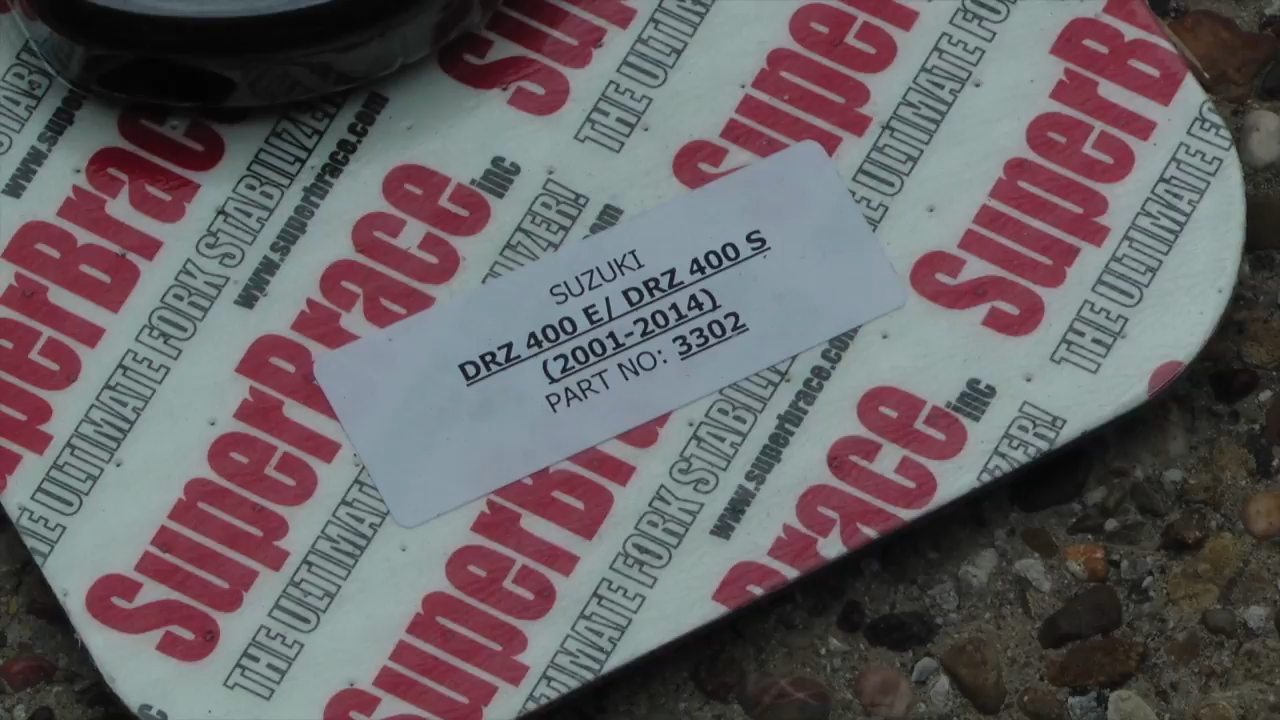 SuperBrace inc
THE ULTIMATE FORK STABILIZER!
www.superbrace.com
SUZUKI
DRZ 400 E/ DRZ 400 S
(2001-2014)
PART NO: 3302